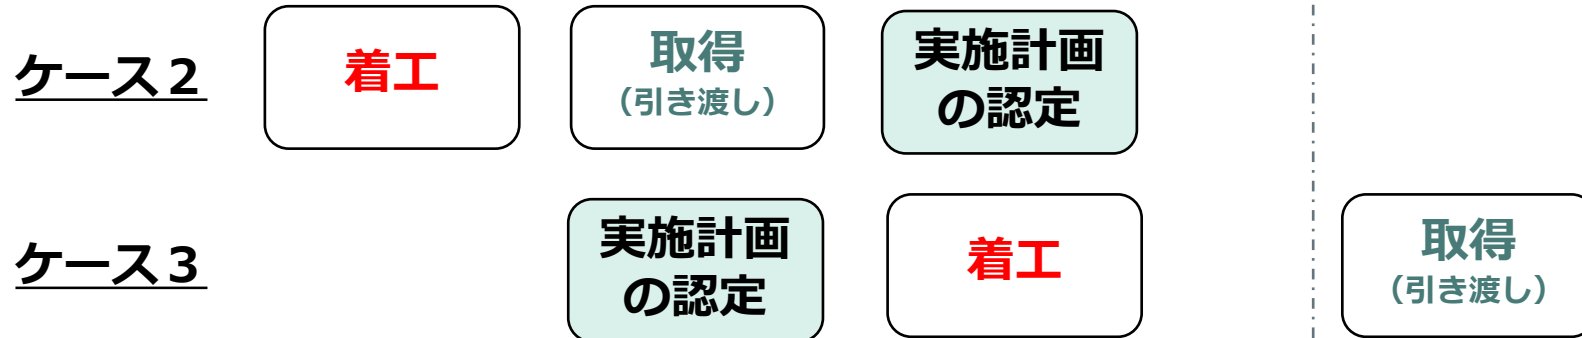 ケース2
着工
取得
（引き渡し）
実施計画
の認定
ケース3
実施計画
の認定
着工
取得
（引き渡し）